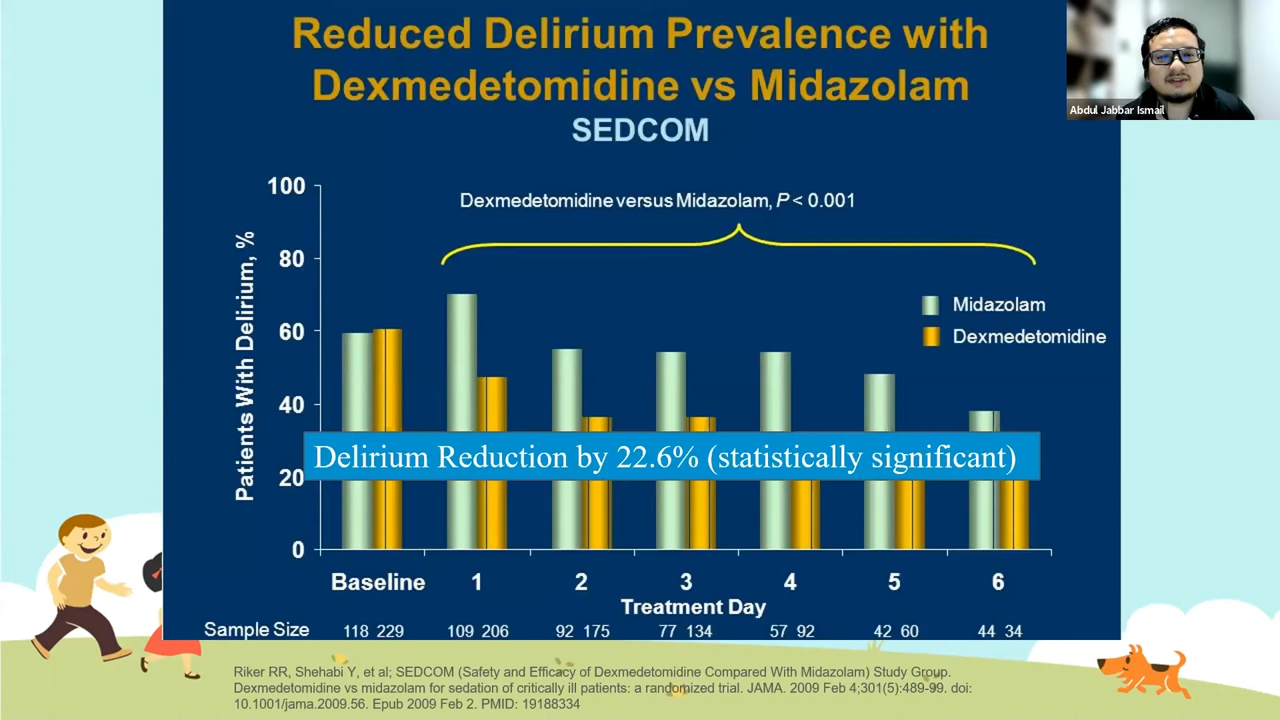 Reduced Delirium Prevalence with
Dexmedetomidine vs Midazolam
SEDCOM
Abdul Jabbar Ismail
Dexmedetomidine versus Midazolam, P < 0.001
Patients With Delirium, %
100
80
60
40
20
0
Midazolam
Dexmedetomidine
Delirium Reduction by 22.6% (statistically significant)
Baseline 1 2 3 4 5 6
Treatment Day
Sample Size 118 229 109 206 92 175 77 134 57 92 42 60 44 34
Riker RR, Shehabi Y, et al; SEDCOM (Safety and Efficacy of Dexmedetomidine Compared With Midazolam) Study Group.
Dexmedetomidine vs midazolam for sedation of critically ill patients: a randomized trial. JAMA. 2009 Feb 4;301(5):489-99. doi:
10.1001/jama.2009.56. Epub 2009 Feb 2. PMID: 19188334